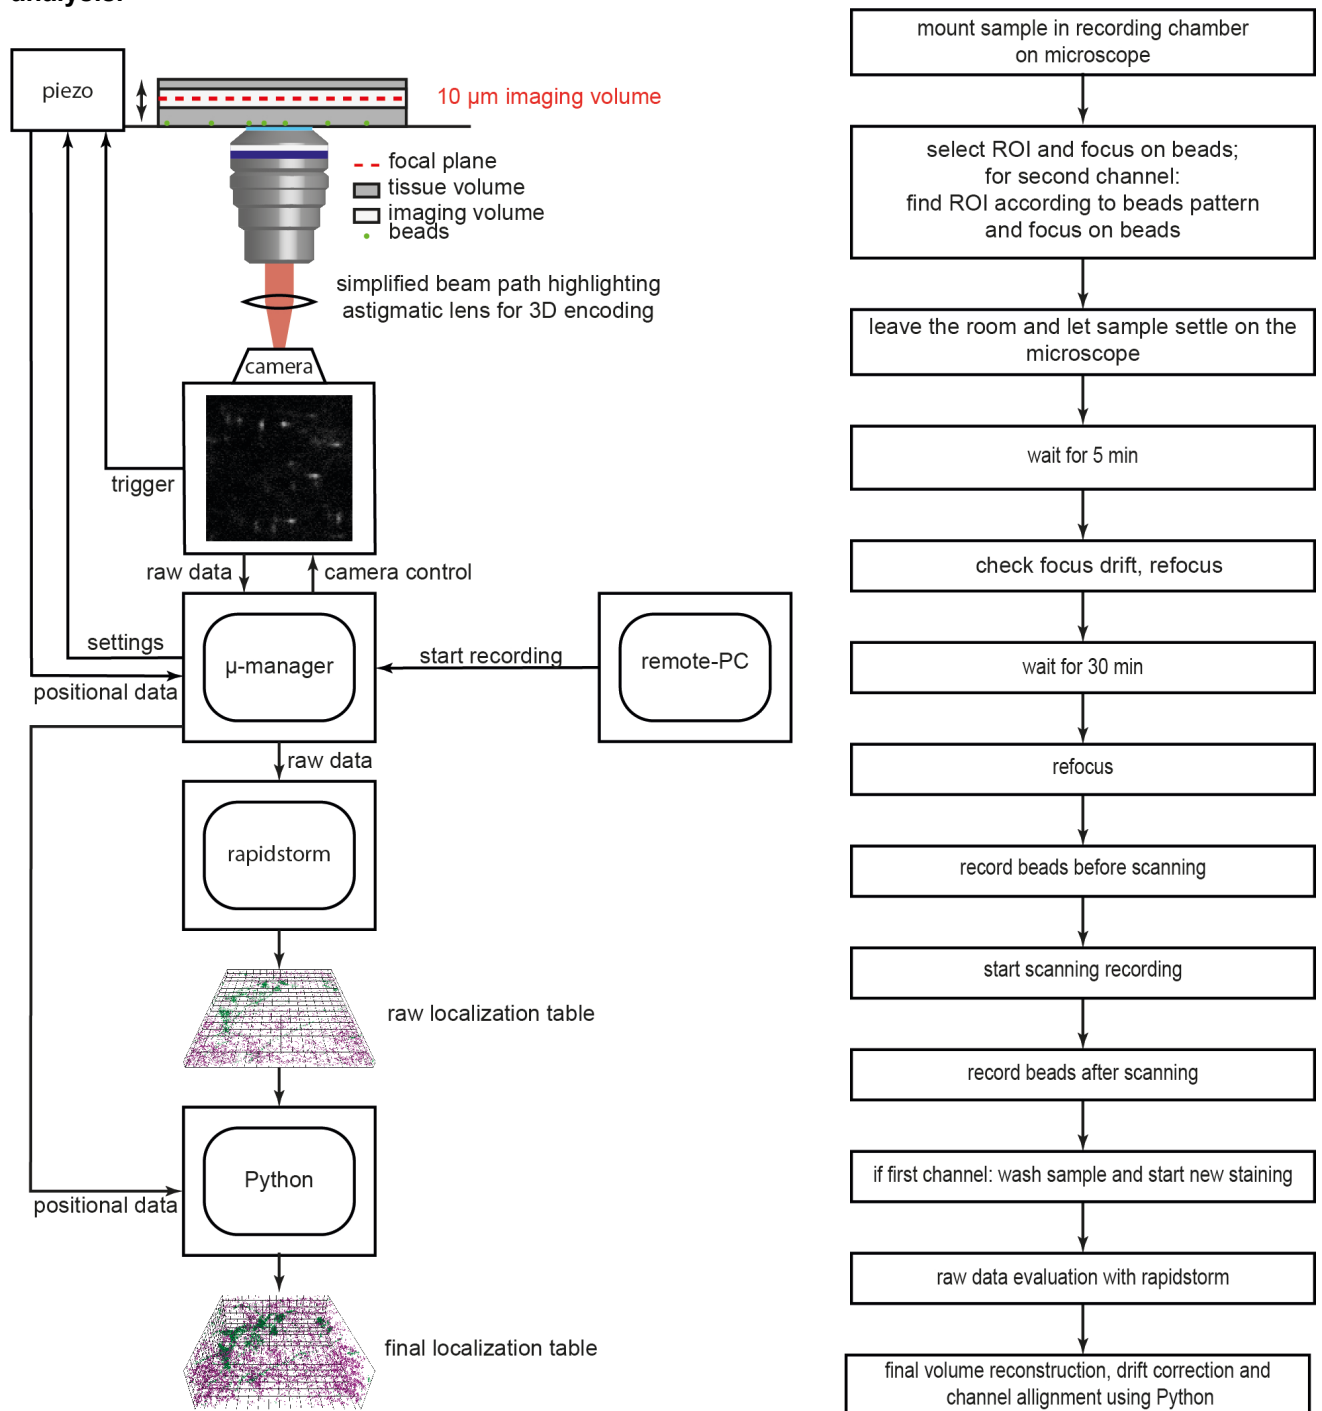 analysis.
piezo
10 µm imaging volume
focal plane
tissue volume
imaging volume
beads
simplified beam path highlighting
astigmatic lens for 3D encoding
camera
trigger
raw data
camera control
settings
µ-manager
positional data
start recording
remote-PC
raw data
rapidstorm
raw localization table
Python
positional data
final localization table
mount sample in recording chamber
on microscope
select ROI and focus on beads;
for second channel:
find ROI according to beads pattern
and focus on beads
leave the room and let sample settle on the
microscope
wait for 5 min
check focus drift, refocus
wait for 30 min
refocus
record beads before scanning
start scanning recording
record beads after scanning
if first channel: wash sample and start new staining
raw data evaluation with rapidstorm
final volume reconstruction, drift correction and
channel allignment using Python